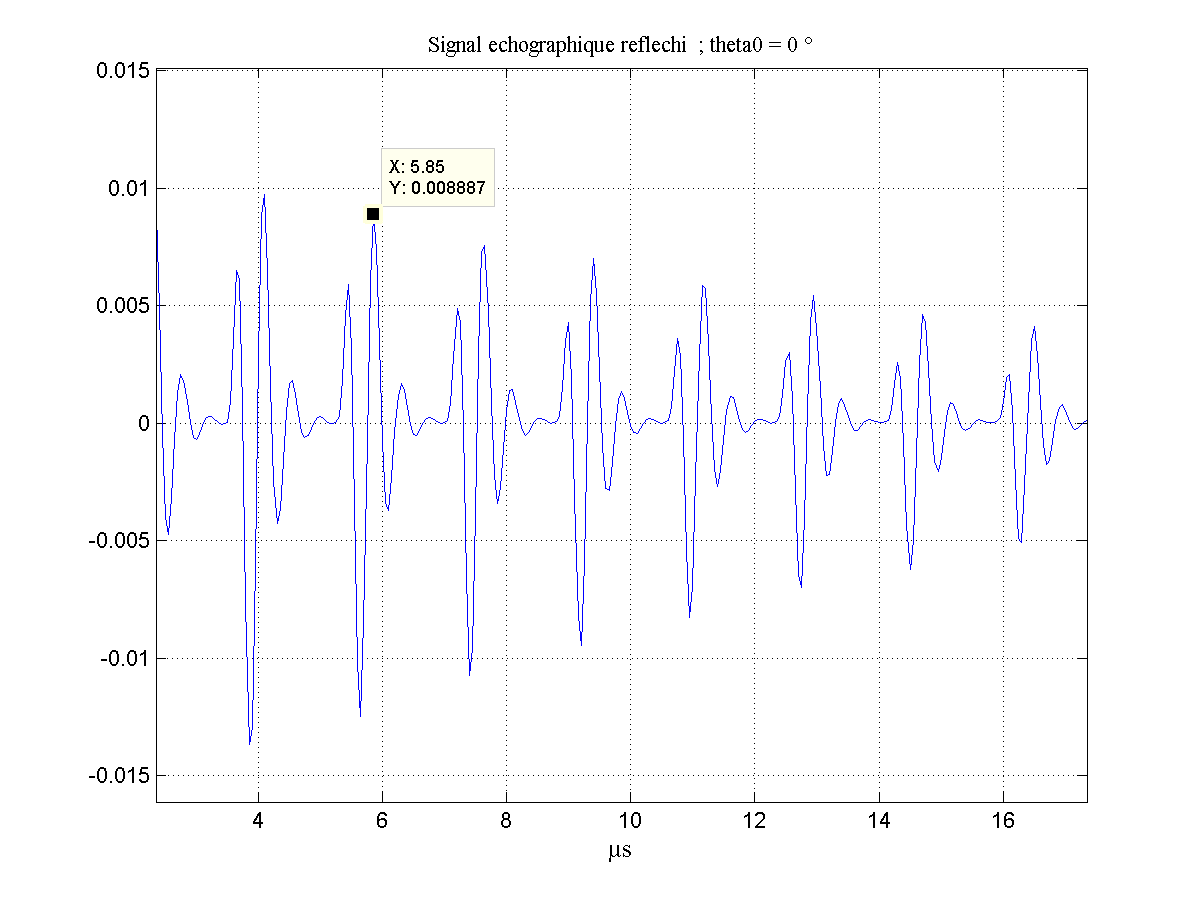 Signal echographique reflechi  ; theta0 = 0 °
0.015
X: 5.85
Y: 0.008887
0.01
0.005
0
-0.005
-0.01
-0.015
4 6 8 10 12 14 16
µs